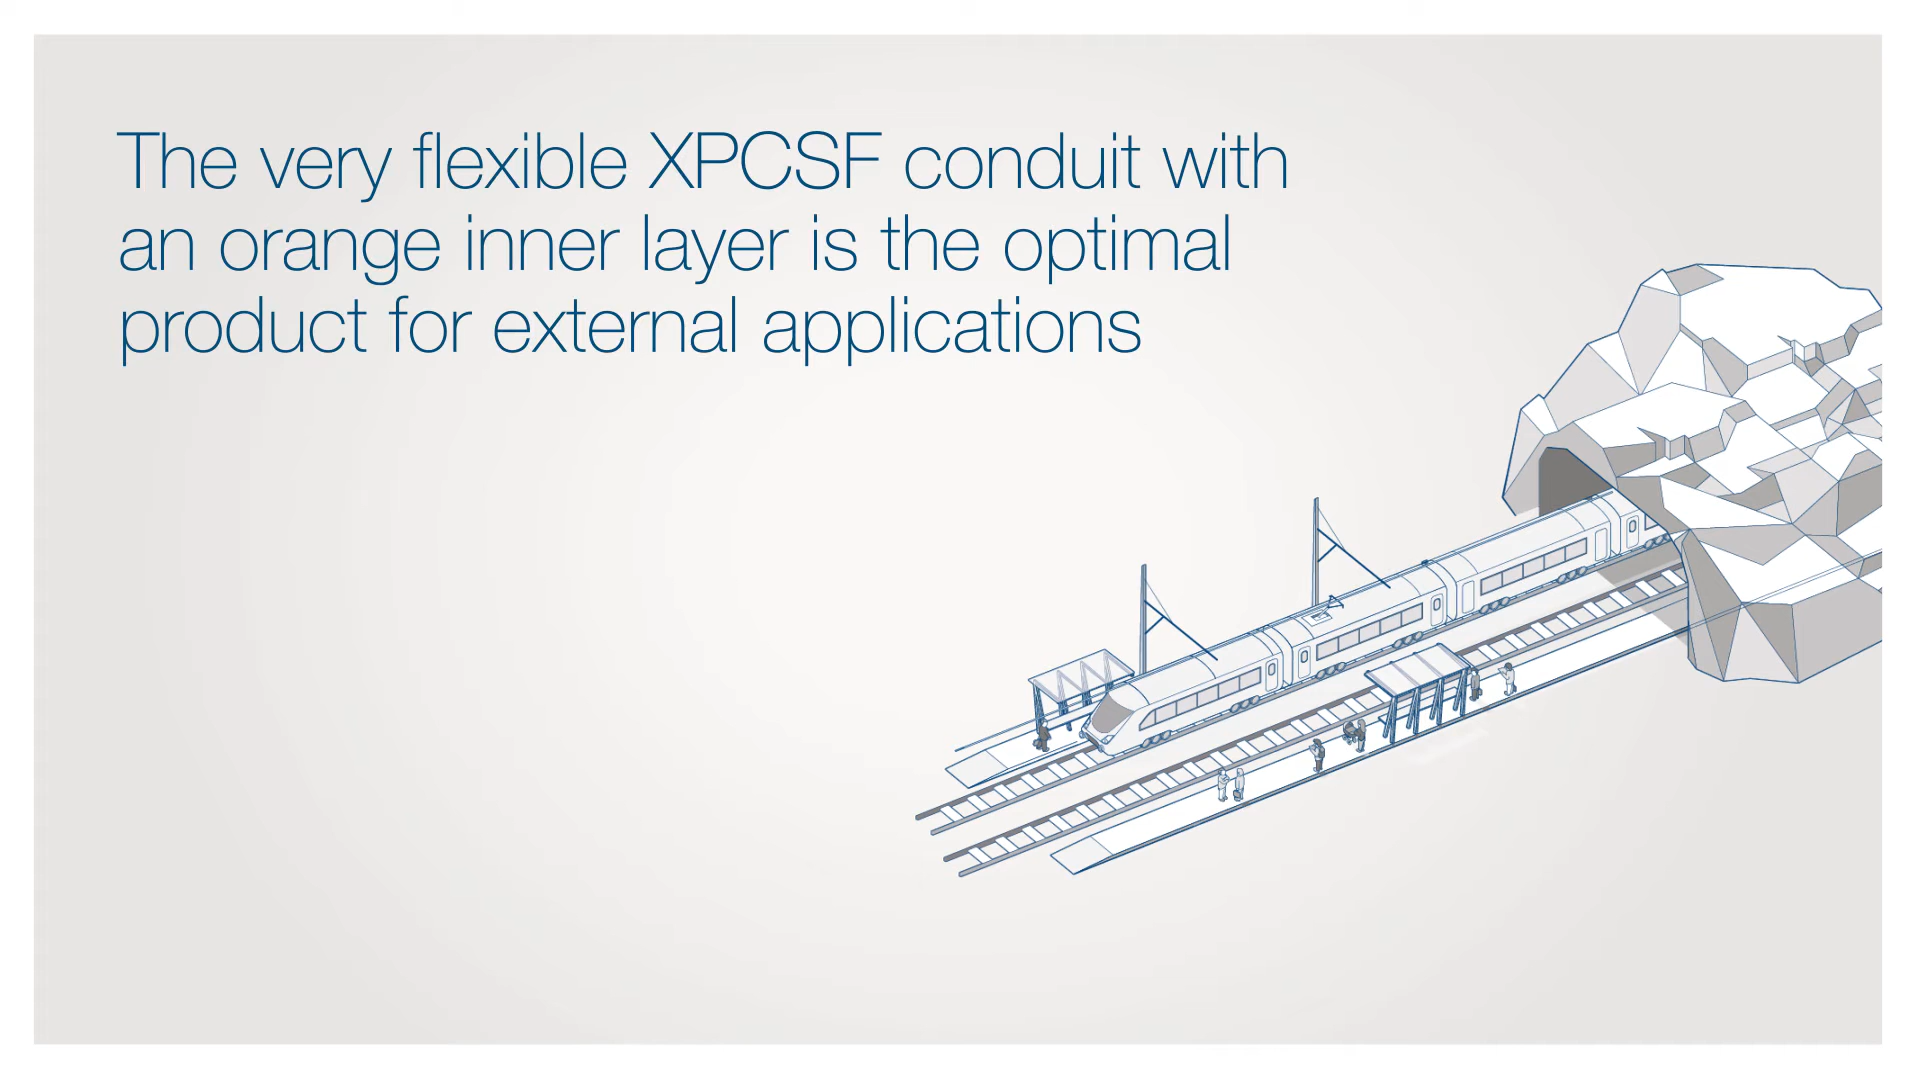 The very flexible XPCSF conduit with
an orange inner layer is the optimal
product for external applications